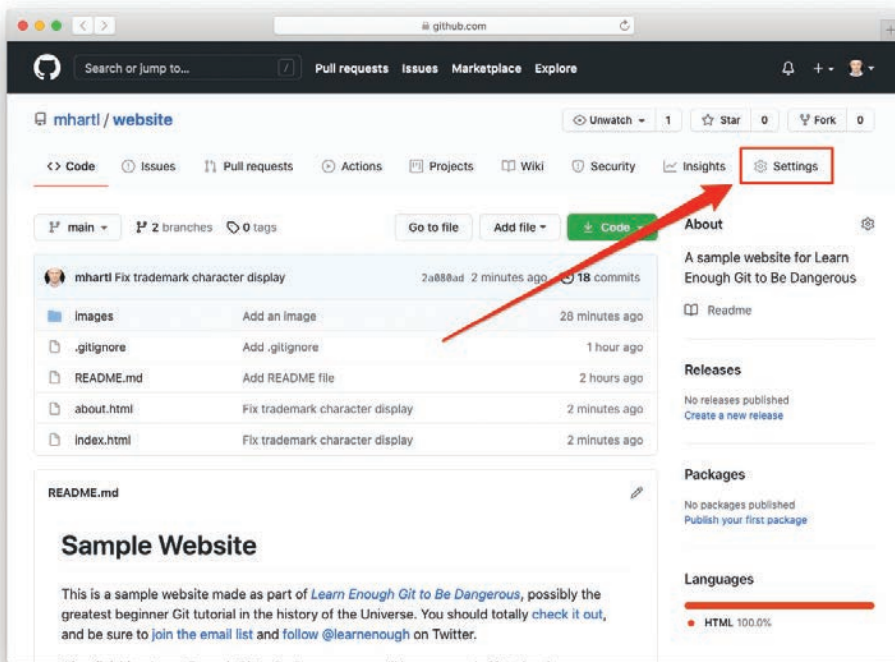 github.com
Search or jump to... /
Pull requests Issues Marketplace Explore
mhartl / website
Unwatch 1 Star 0 Fork 0
Code Issues Pull requests Actions Projects Wiki Security Insights Settings
main 2 branches 0 tags Go to file Add file Code
mhartl Fix trademark character display 2a080ad 2 minutes ago 18 commits
images Add an image 28 minutes ago
.gitignore Add .gitignore 1 hour ago
README.md Add README file 2 hours ago
about.html Fix trademark character display 2 minutes ago
index.html Fix trademark character display 2 minutes ago
About
A sample website for Learn
Enough Git to Be Dangerous
Readme
Releases
No releases published
Create a new release
Packages
No packages published
Publish your first package
Languages
HTML 100.0%
README.md
Sample Website
This is a sample website made as part of Learn Enough Git to Be Dangerous, possibly the
greatest beginner Git tutorial in the history of the Universe. You should totally check it out,
and be sure to join the email list and follow @learnenough on Twitter.